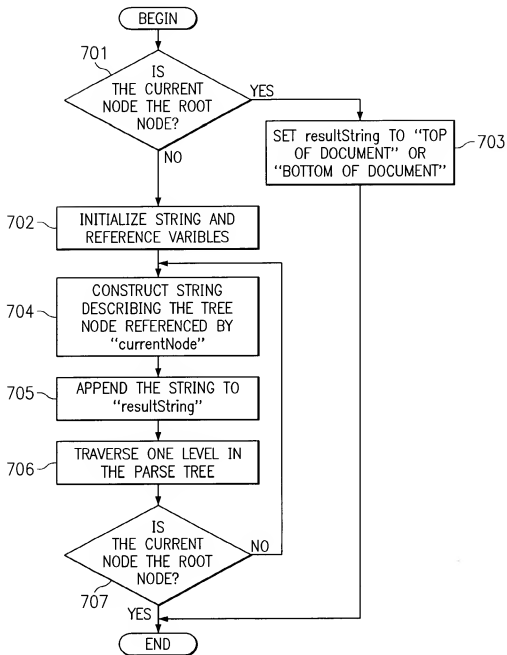 BEGIN
701
IS
THE CURRENT
NODE THE ROOT
NODE?
YES
NO
SET resultString TO “TOP
OF DOCUMENT” OR
“BOTTOM OF DOCUMENT”
703
702
INITIALIZE STRING AND
REFERENCE VARIBLES
704
CONSTRUCT STRING
DESCRIBING THE TREE
NODE REFERENCED BY
“currentNode”
705
APPEND THE STRING TO
“resultString”
706
TRAVERSE ONE LEVEL IN
THE PARSE TREE
IS
THE CURRENT
NODE THE ROOT
NODE?
NO
707
YES
END